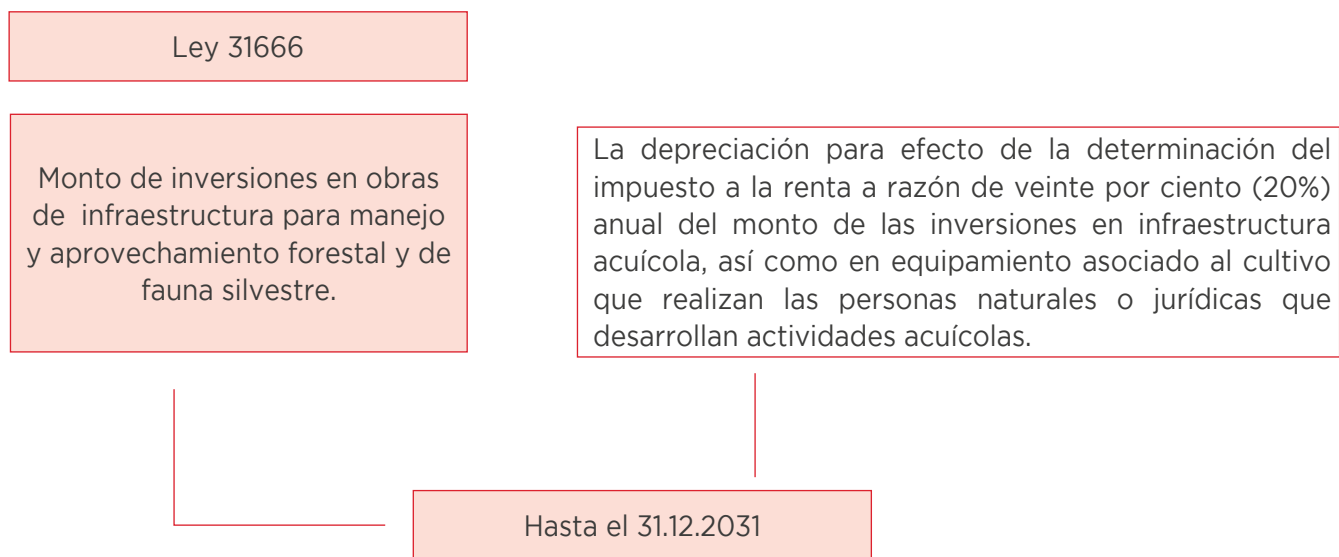 Ley 31666
Monto de inversiones en obras
de infraestructura para manejo
y aprovechamiento forestal y de
fauna silvestre.
La depreciación para efecto de la determinación del
impuesto a la renta a razón de veinte por ciento (20%)
anual del monto de las inversiones en infraestructura
acuícola, así como en equipamiento asociado al cultivo
que realizan las personas naturales o jurídicas que
desarrollan actividades acuícolas.
Hasta el 31.12.2031